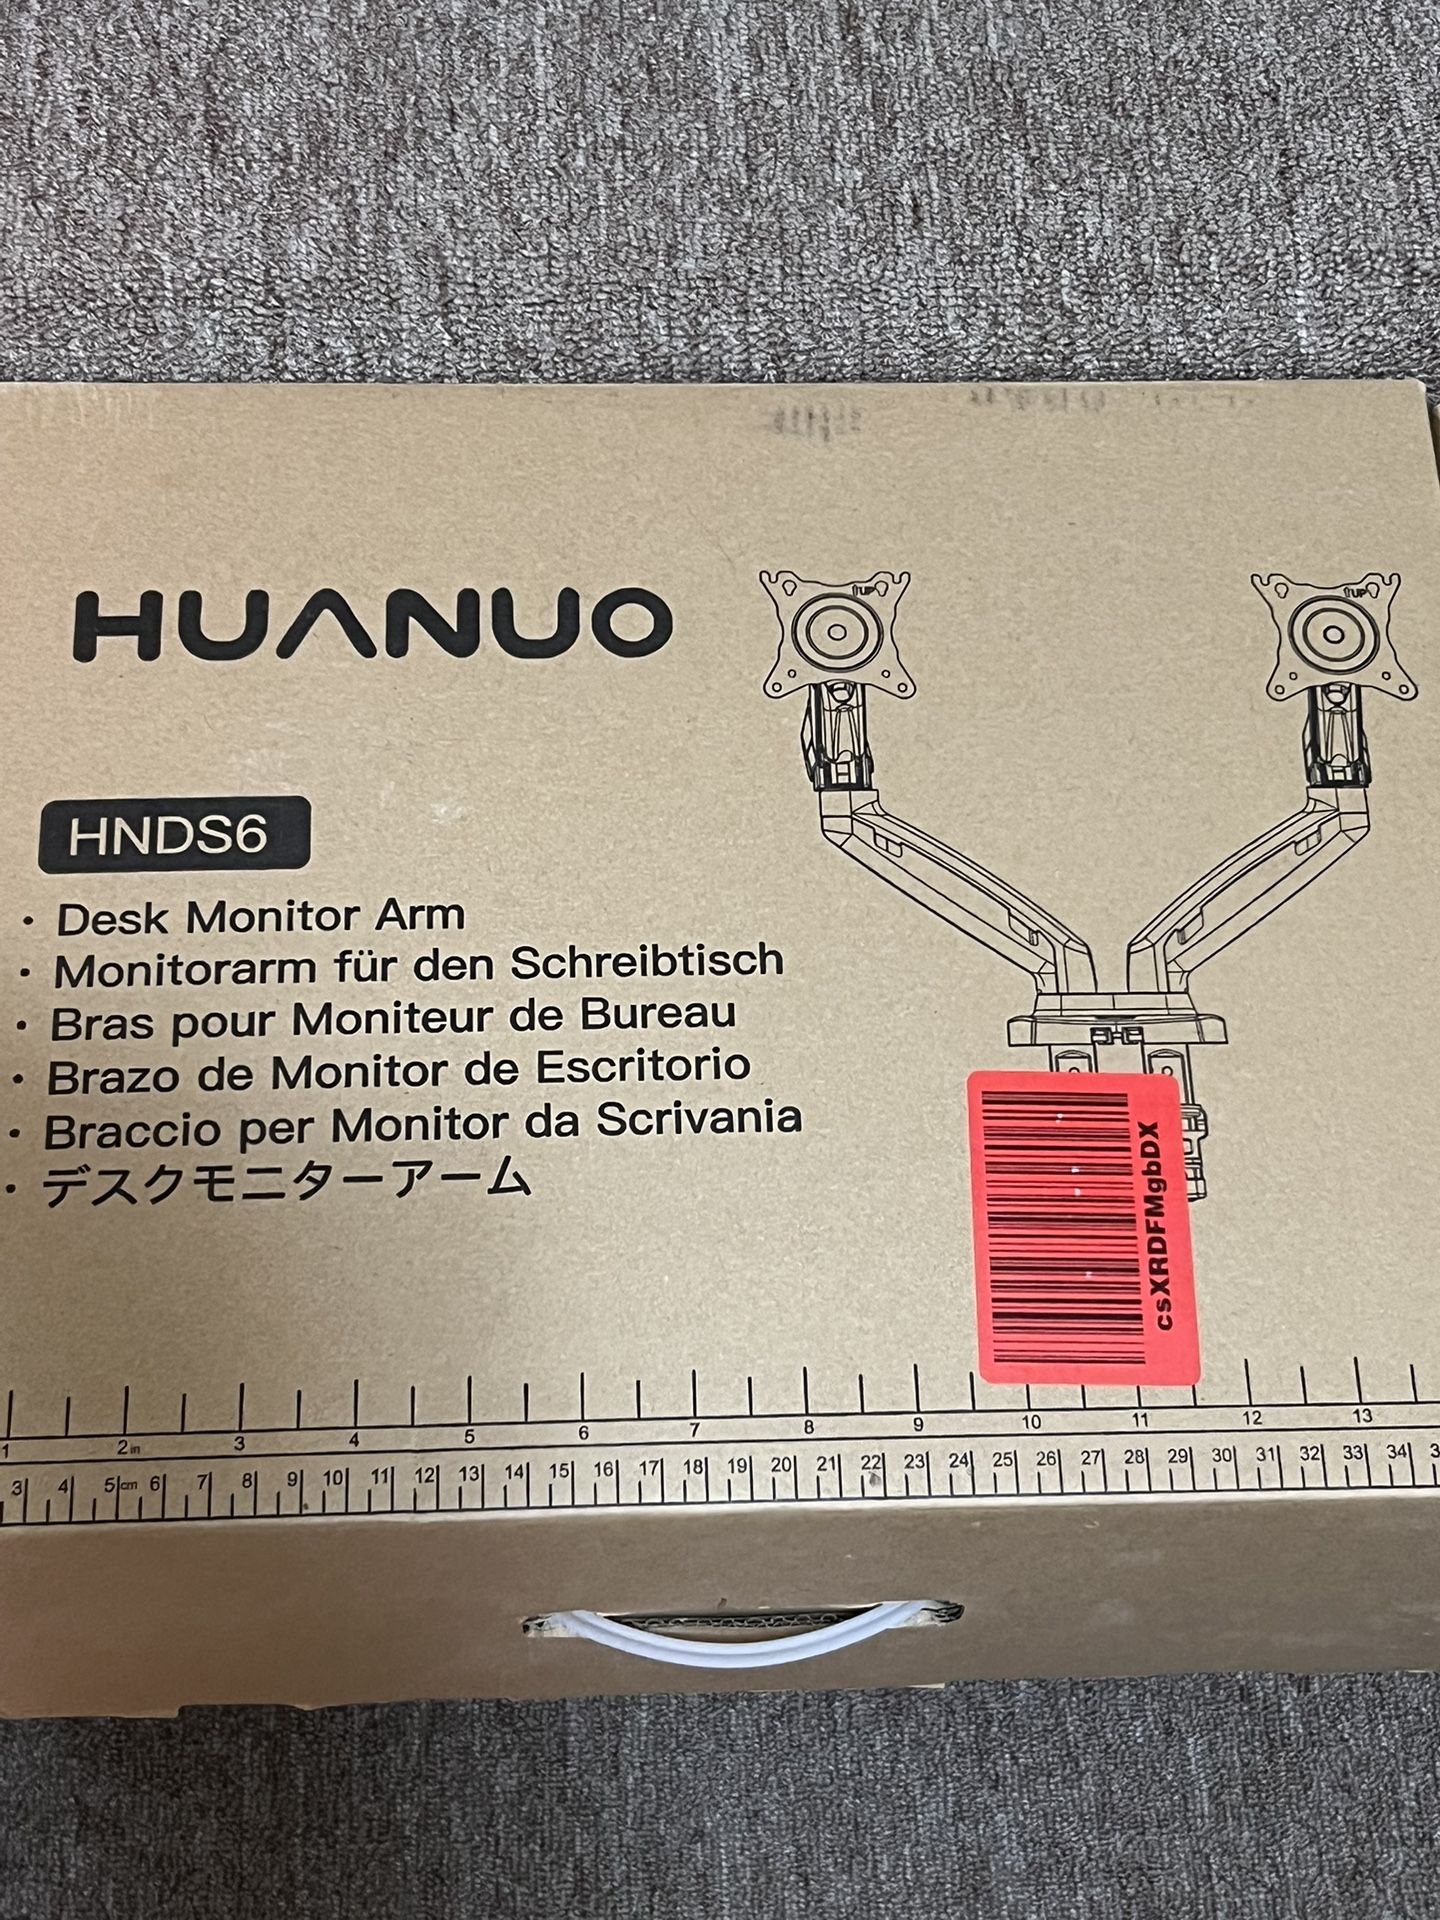 HUANUO
HNDS6
· Desk Monitor Arm
· Monitorarm für den Schreibtisch
· Bras pour Moniteur de Bureau
· Brazo de Monitor de Escritorio
· Braccio per Monitor da Scrivania
· デスクモニターアーム
UP
UP
csXRDFMgbDX
1 2in 3 4 5 6 7 8 9 10 11 12 13
3 4 5cm 6 7 8 9 10 11 12 13 14 15 16 17 18 19 20 21 22 23 24 25 26 27 28 29 30 31 32 33 34